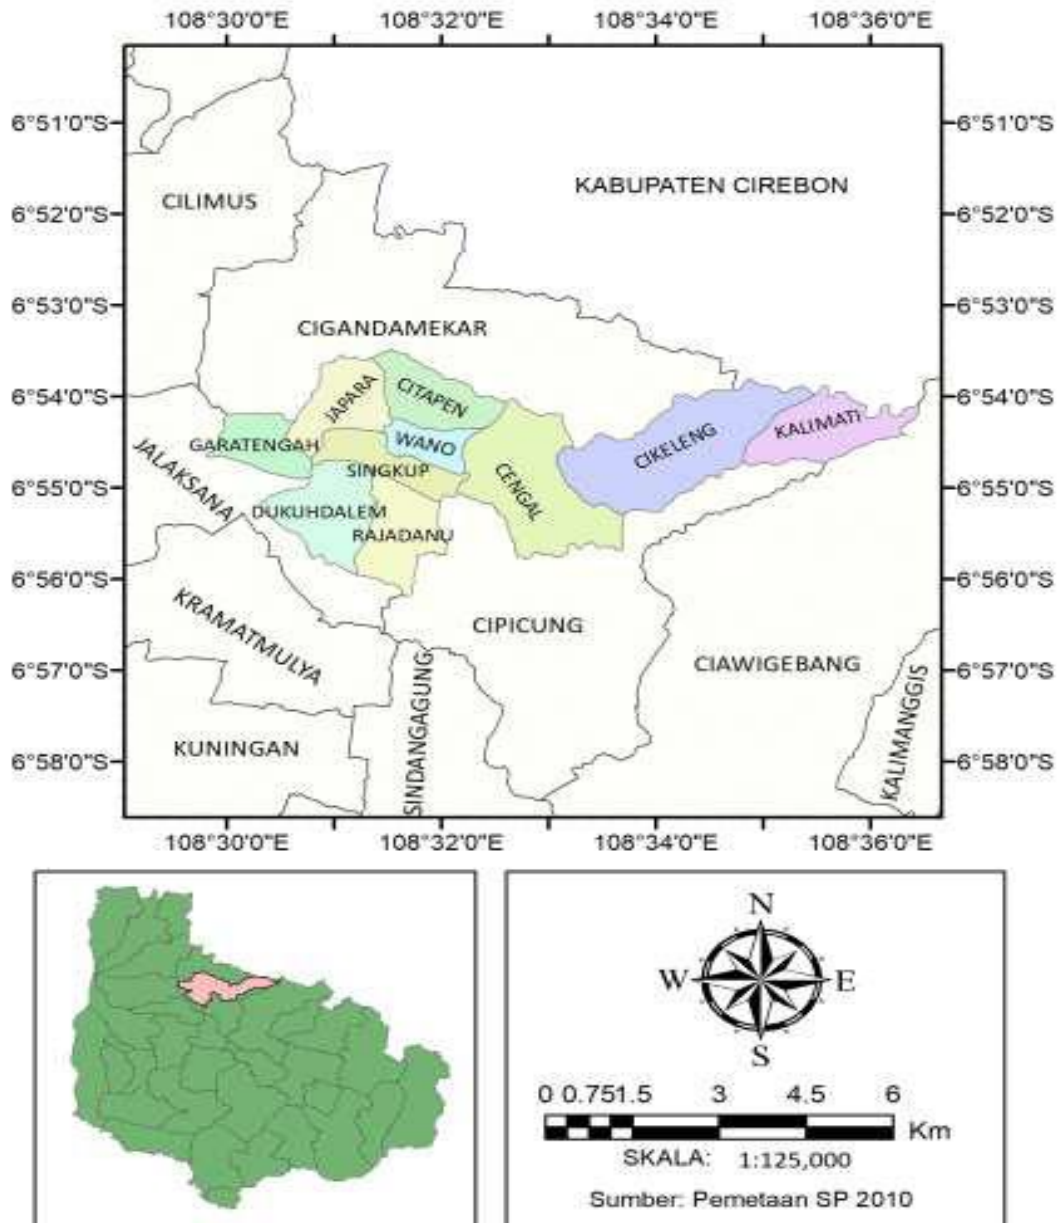 108°30'0"E 108°32'0"E 108°34'0"E 108°36'0"E
6°51'0"S 6°51'0"S
KABUPATEN CIREBON
CILIMUS
6°52'0"S 6°52'0"S
6°53'0"S 6°53'0"S
CIGANDAMEKAR
6°54'0"S 6°54'0"S
JAPARA
CITAPEN
KALIMATI
GARATENGAH
WANO
CIKELENG
JALAKSANA
SINGKUP
CENGAL
6°55'0"S 6°55'0"S
DUKUHDALEM
RAJADANU
6°56'0"S 6°56'0"S
KRAMATMULYA
CIPICUNG
CIAWIGEBANG
6°57'0"S 6°57'0"S
SINDANGAGUNG
KALIMANGGIS
KUNINGAN
6°58'0"S 6°58'0"S
108°30'0"E 108°32'0"E 108°34'0"E 108°36'0"E
N
W E
S
0 0.75 1.5 3 4.5 6
Km
SKALA: 1:125,000
Sumber: Pemetaan SP 2010